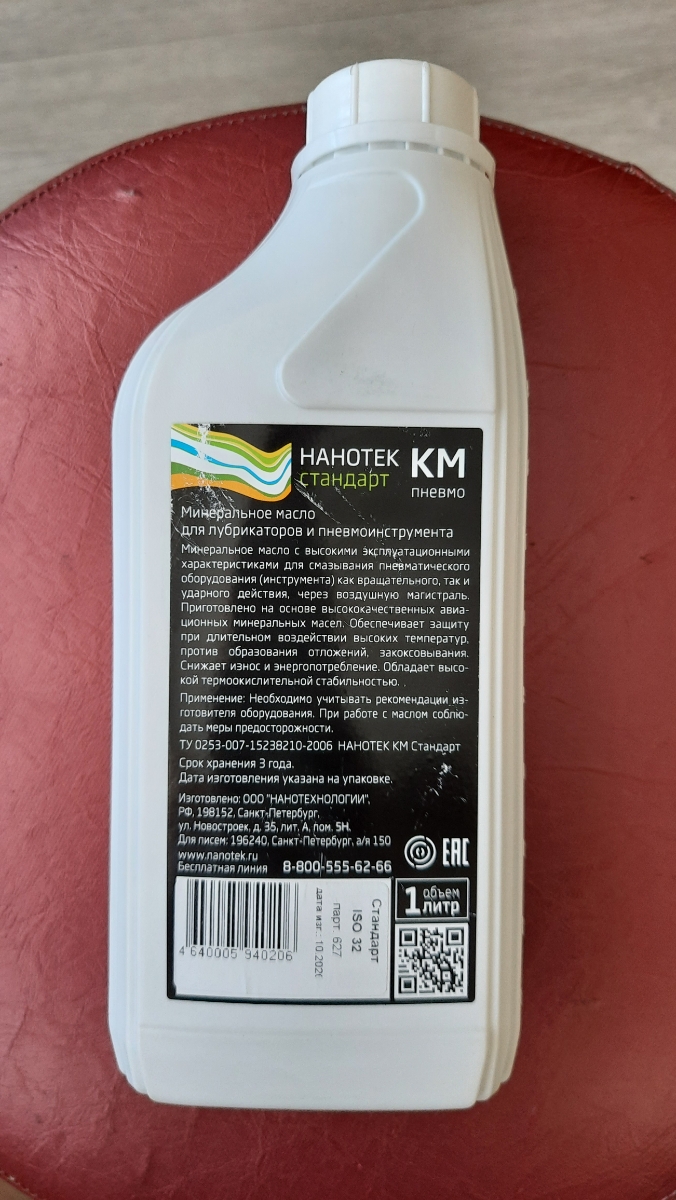 НАНОТЕК КМ
стандарт пневмо
Минеральное масло
для лубрикаторов и пневмоинструмента
Минеральное масло с высокими эксплуатационными
характеристиками для смазывания пневматического
оборудования (инструмента) как вращательного, так и
ударного действия, через воздушную магистраль.
Приготовлено на основе высококачественных авиа-
ционных минеральных масел. Обеспечивает защиту
при длительном воздействии высоких температур,
против образования отложений, закоксовывания.
Снижает износ и энергопотребление. Обладает высо-
кой термоокислительной стабильностью.
Применение: Необходимо учитывать рекомендации из-
готовителя оборудования. При работе с маслом соблю-
дать меры предосторожности.
ТУ 0253-007-15238210-2006 НАНОТЕК КМ Стандарт
Срок хранения 3 года.
Дата изготовления указана на упаковке.
Изготовлено: ООО "НАНОТЕХНОЛОГИИ",
РФ, 198152, Санкт-Петербург,
ул. Новостроек, д. 35, лит. А, пом. 5Н.
Для писем: 196240, Санкт-Петербург, а/я 150
www.nanotek.ru
Бесплатная линия 8-800-555-62-66
EAC
1 объем
литр
Стандарт
ISO 32
парт. 627
дата изг.: 10.2020
4 640005 940206